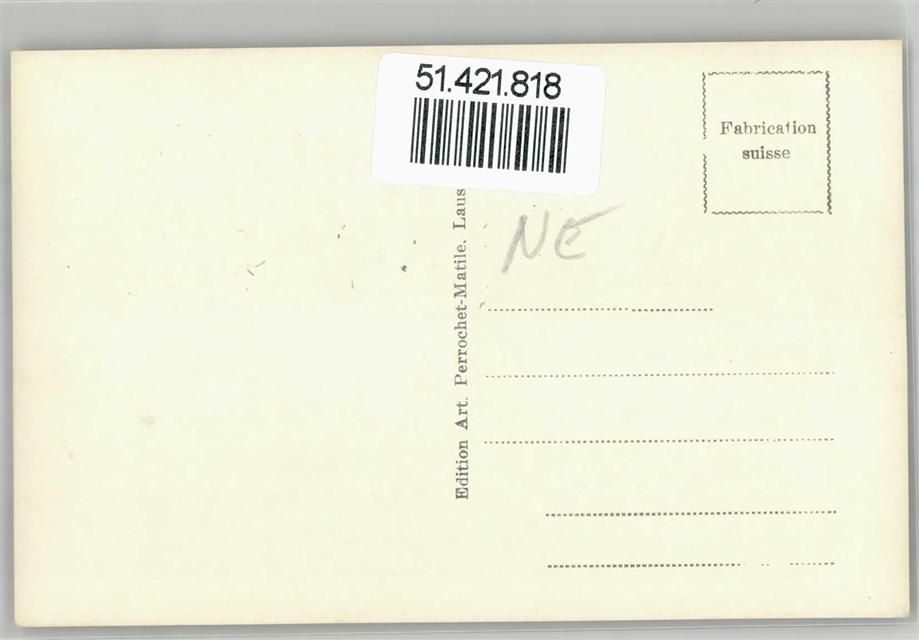 51.421.818
Fabrication
suisse
NE
Edition Art. Perrochet-Matile, Laus